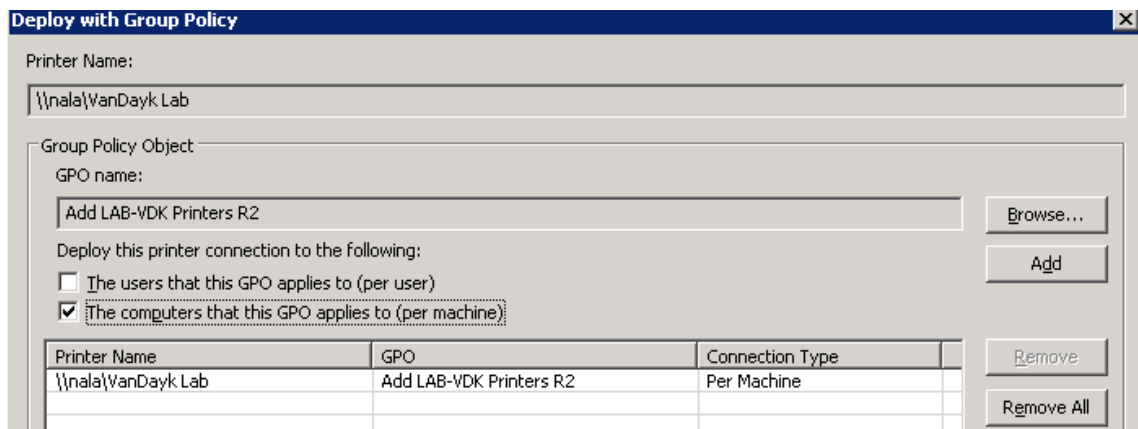 Deploy with Group Policy
Printer Name:
\\nala\VanDayk Lab
Group Policy Object
GPO name:
Add LAB-VDK Printers R2
Browse...
Deploy this printer connection to the following:
Add
The users that this GPO applies to (per user)
The computers that this GPO applies to (per machine)
Printer Name GPO Connection Type
Remove
\\nala\VanDayk Lab Add LAB-VDK Printers R2 Per Machine
Remove All